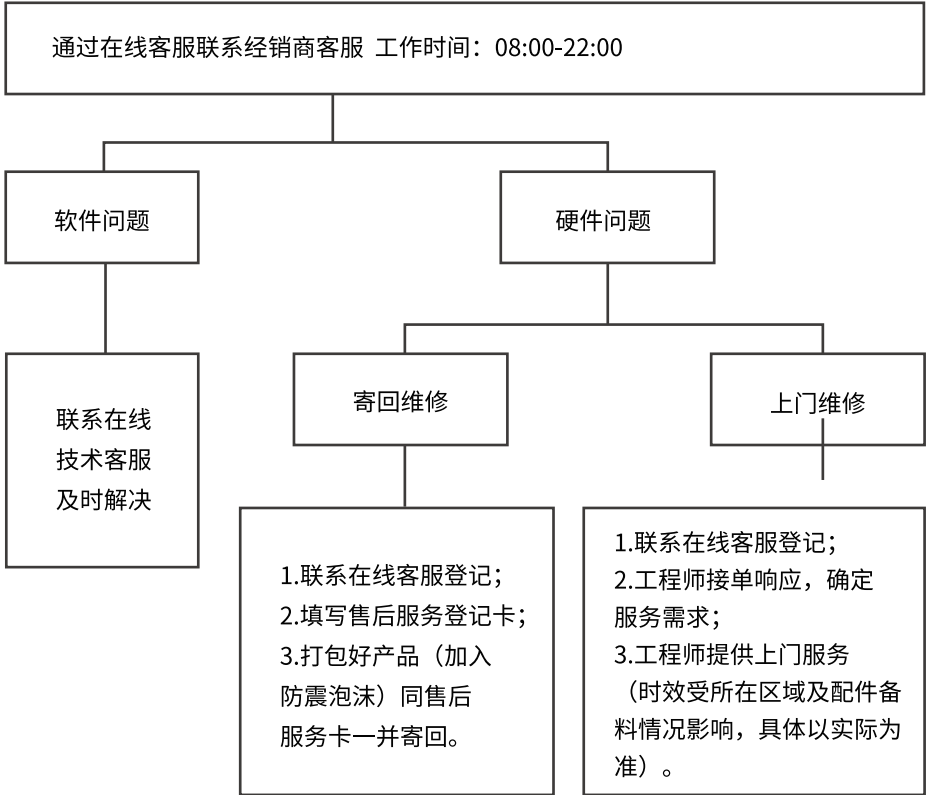 通过在线客服联系经销商客服 工作时间：08:00-22:00
软件问题
硬件问题
联系在线
技术客服
及时解决
寄回维修
上门维修
1.联系在线客服登记；
2.填写售后服务登记卡；
3.打包好产品（加入
防震泡沫）同售后
服务卡一并寄回。
1.联系在线客服登记；
2.工程师接单响应，确定
服务需求；
3.工程师提供上门服务
（时效受所在区域及配件备
料情况影响，具体以实际为
准）。